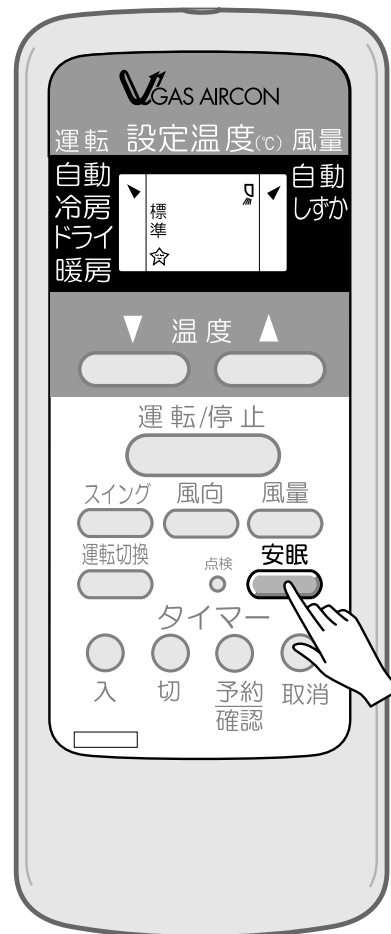 VGAS AIRCON
運転 設定温度(℃) 風量
自動 自動
冷房 標準 しずか
ドライ ☆
暖房
▼ 温度 ▲
運転/停止
スイング 風向 風量
運転切換 点検 安眠
タイマー
入 切 予約 取消
確認